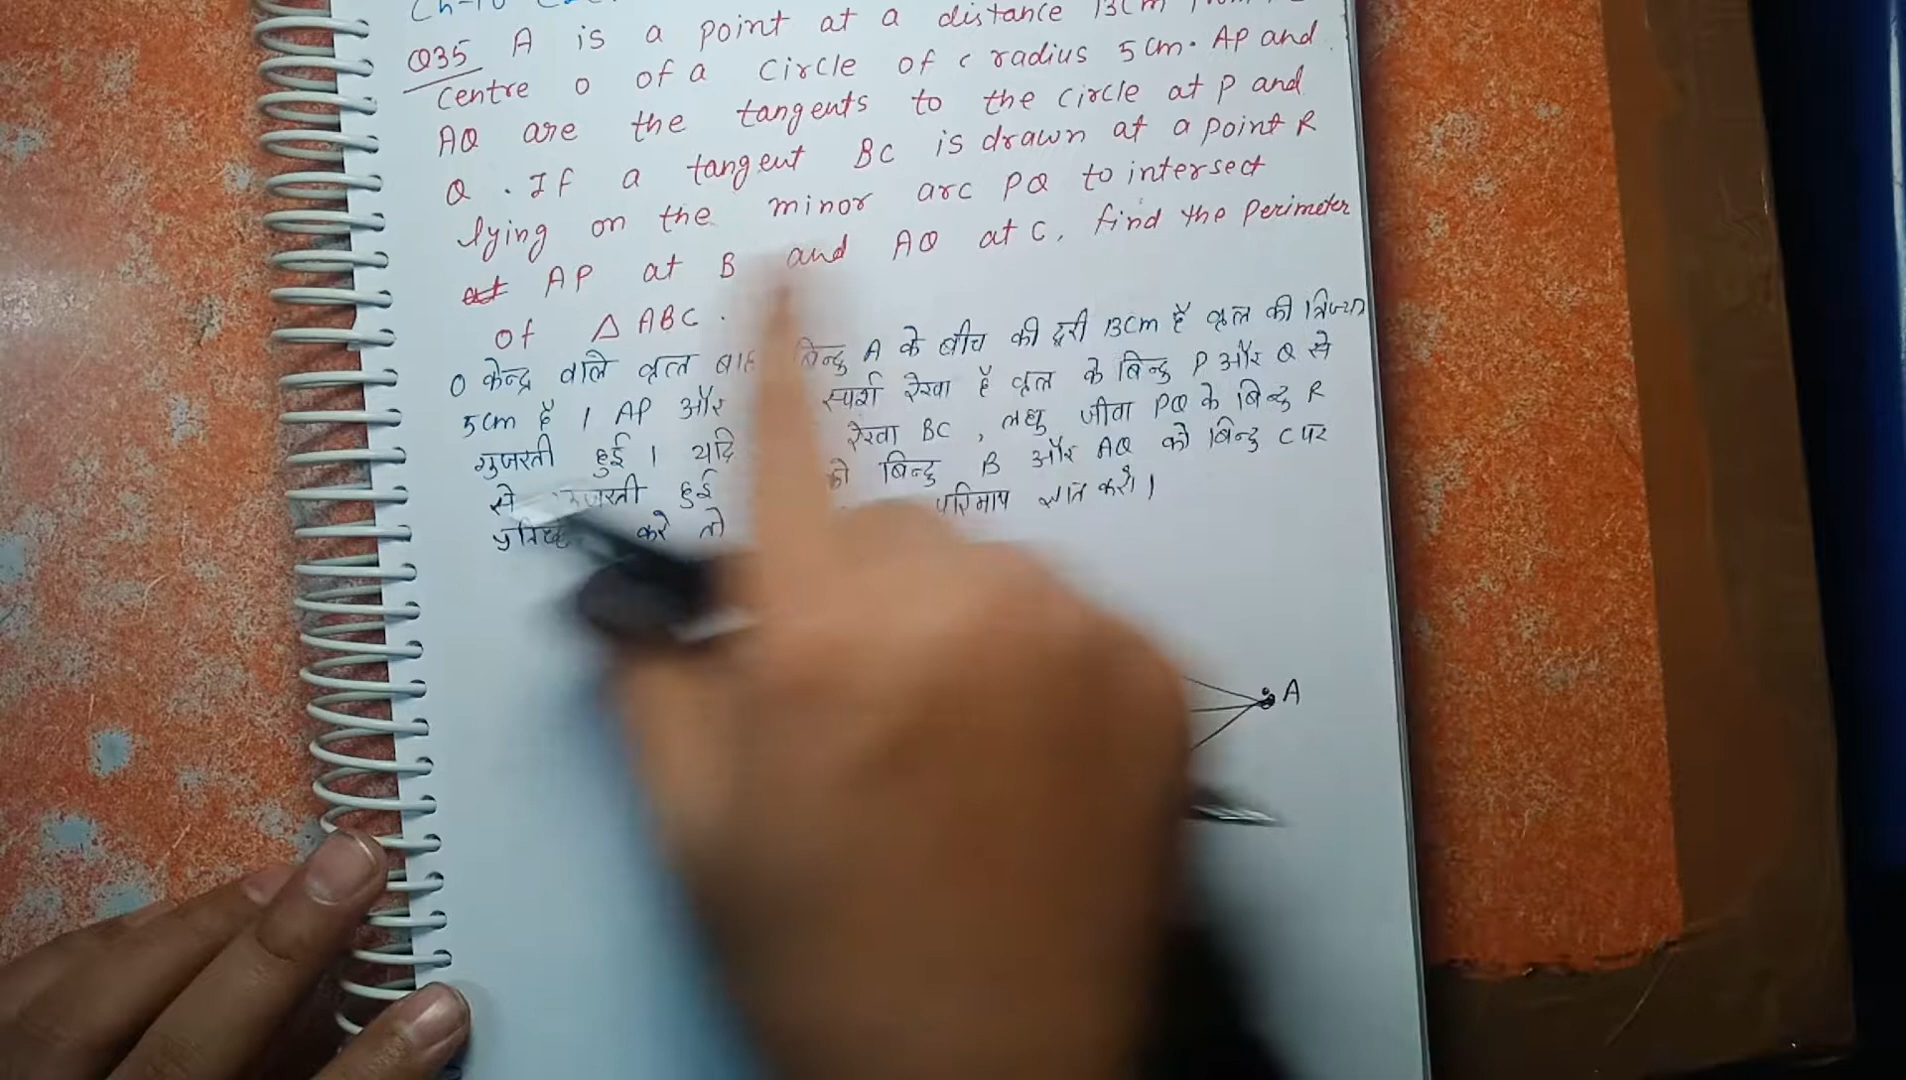 Ch-10
Q35 A is a point at a distance 13cm from
centre O of a circle of c radius 5cm. AP and
AQ are the tangents to the circle at P and
Q . If a tangent BC is drawn at a point R
lying on the minor arc PQ to intersect
at AP at B and AQ at C, find the perimeter
of △ ABC .
O केन्द्र वाले वृत्त बिन्दु A के बीच की दूरी 13cm है वृत्त की त्रिज्या
5cm है । AP और स्पर्श रेखा है वृत्त के बिन्दु P और Q से
गुजरती हुई । यदि रेखा BC , लघु जीवा PQ के बिन्दु R
से हुई को बिन्दु B और AQ को बिन्दु C पर
करे तो परिमाप ज्ञात करो ।
A